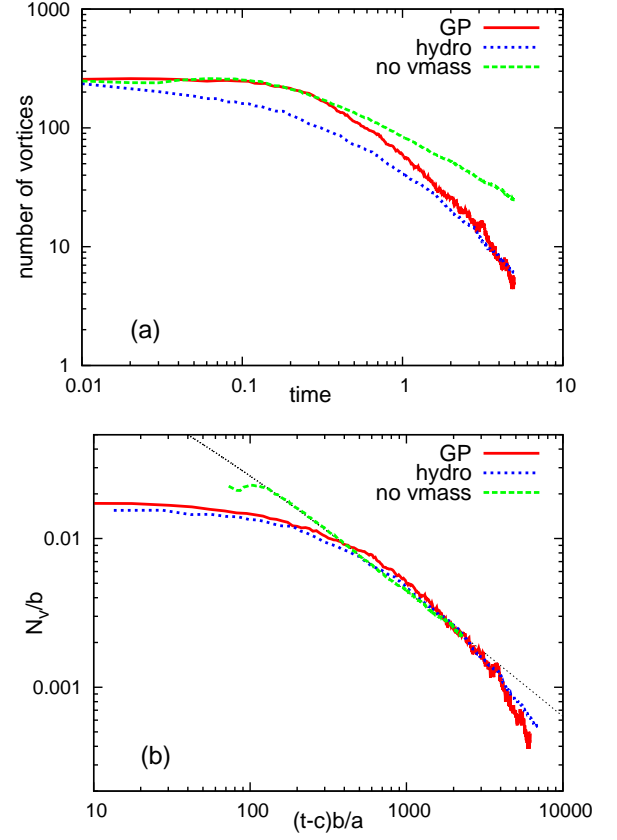 1000
100
10
1
0.01
0.1
1
10
number of vortices
time
GP
hydro
no vmass
(a)
0.01
0.001
10
100
1000
10000
N_v/b
(t-c)b/a
GP
hydro
no vmass
(b)